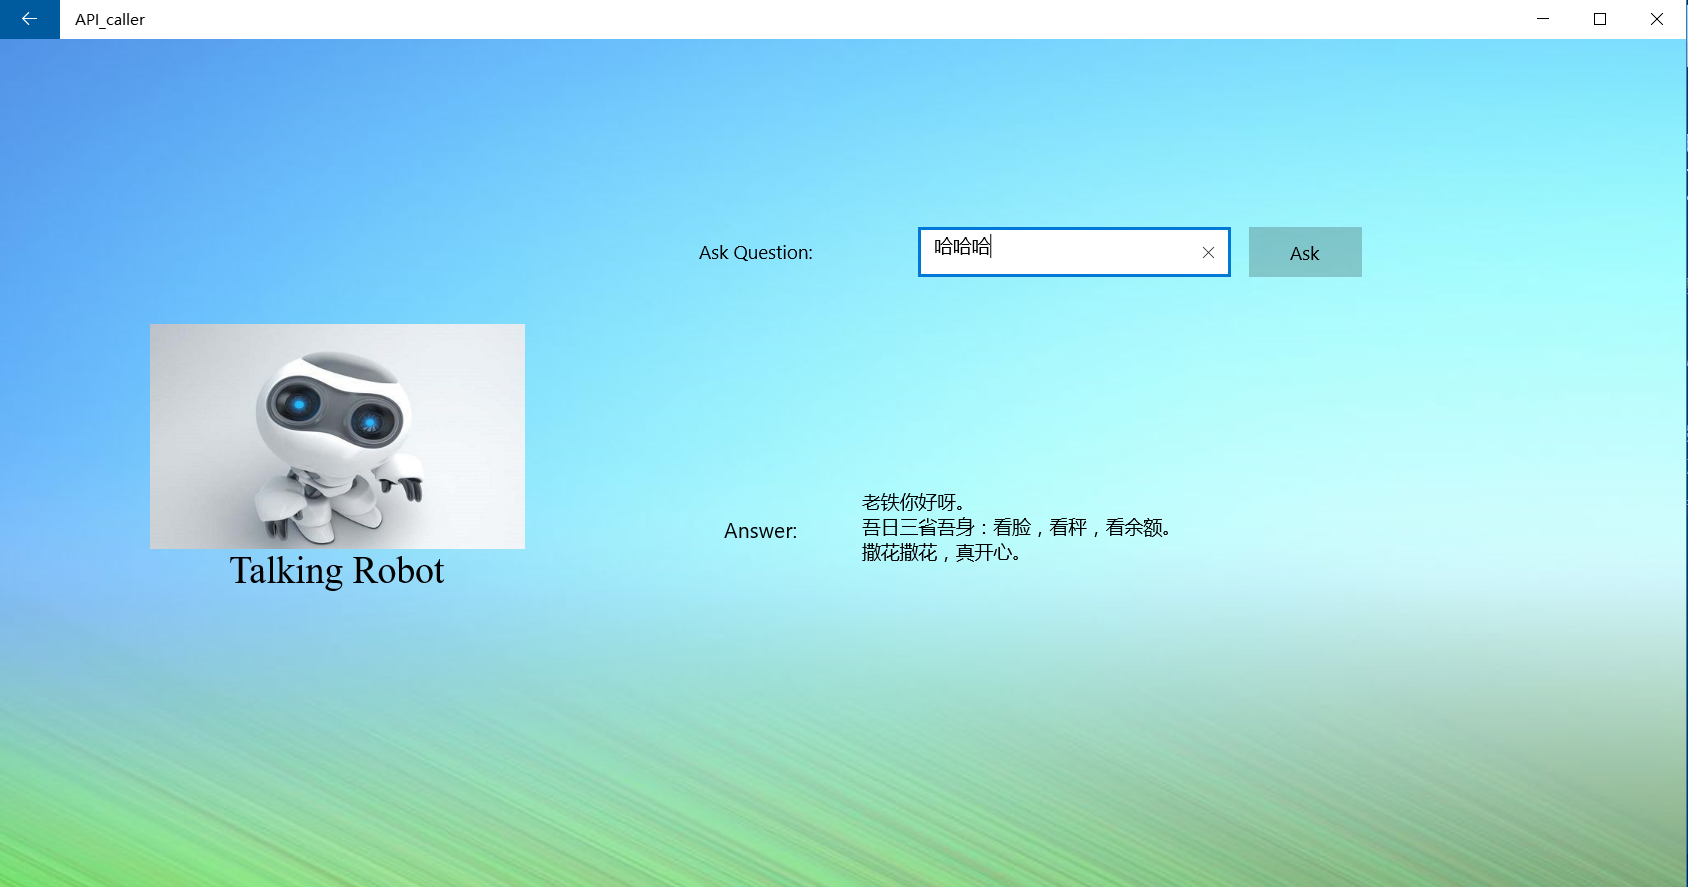 API_caller
Ask Question:
哈哈哈
Ask
Talking Robot
Answer:
老铁你好呀。
吾日三省吾身：看脸，看秤，看余额。
撒花撒花，真开心。